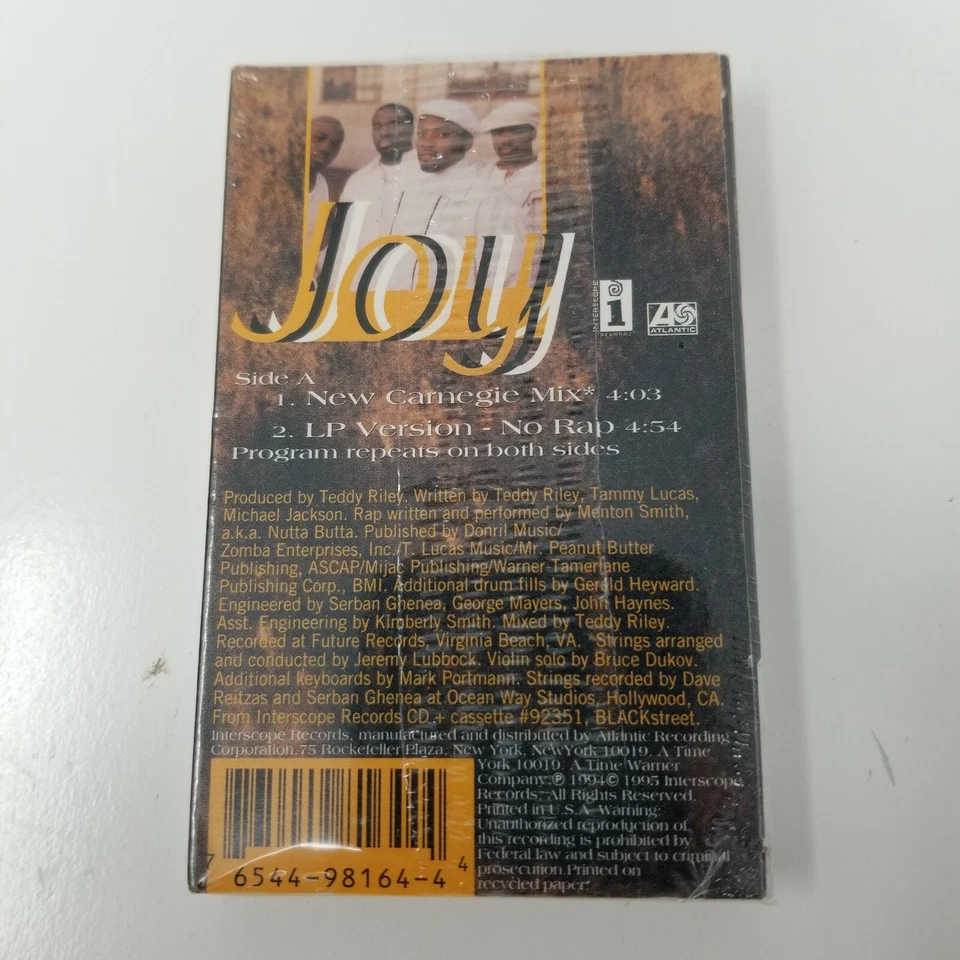 Joy
INTERSCOPE
i
RECORDS
ATLANTIC
Side A
1. New Carnegie Mix* 4:03
2. LP Version - No Rap 4:54
Program repeats on both sides
Produced by Teddy Riley. Written by Teddy Riley, Tammy Lucas,
Michael Jackson. Rap written and performed by Menton Smith,
a.k.a. Nutta Butta. Published by Donril Music/
Zomba Enterprises, Inc./T. Lucas Music/Mr. Peanut Butter
Publishing, ASCAP/Mijac Publishing/Warner-Tamerlane
Publishing Corp., BMI. Additional drum fills by Gerald Heyward.
Engineered by Serban Ghenea, George Mayers, John Haynes.
Asst. Engineering by Kimberly Smith. Mixed by Teddy Riley.
Recorded at Future Records, Virginia Beach, VA. *Strings arranged
and conducted by Jeremy Lubbock. Violin solo by Bruce Dukov.
Additional keyboards by Mark Portmann. Strings recorded by Dave
Reitzas and Serban Ghenea at Ocean Way Studios, Hollywood, CA.
From Interscope Records CD + cassette #92351, BLACKstreet.
Interscope Records, manufactured and distributed by Atlantic Recording
Corporation, 75 Rockefeller Plaza, New York, NewYork 10019. A Time
York 10019. A Time Warner
Company. ℗ 1994 © 1995 Interscope
Records. All Rights Reserved.
Printed in U.S.A. Warning:
Unauthorized reproduction of
this recording is prohibited by
Federal law and subject to criminal
prosecution. Printed on
recycled paper.
7 6544-98164-4 4